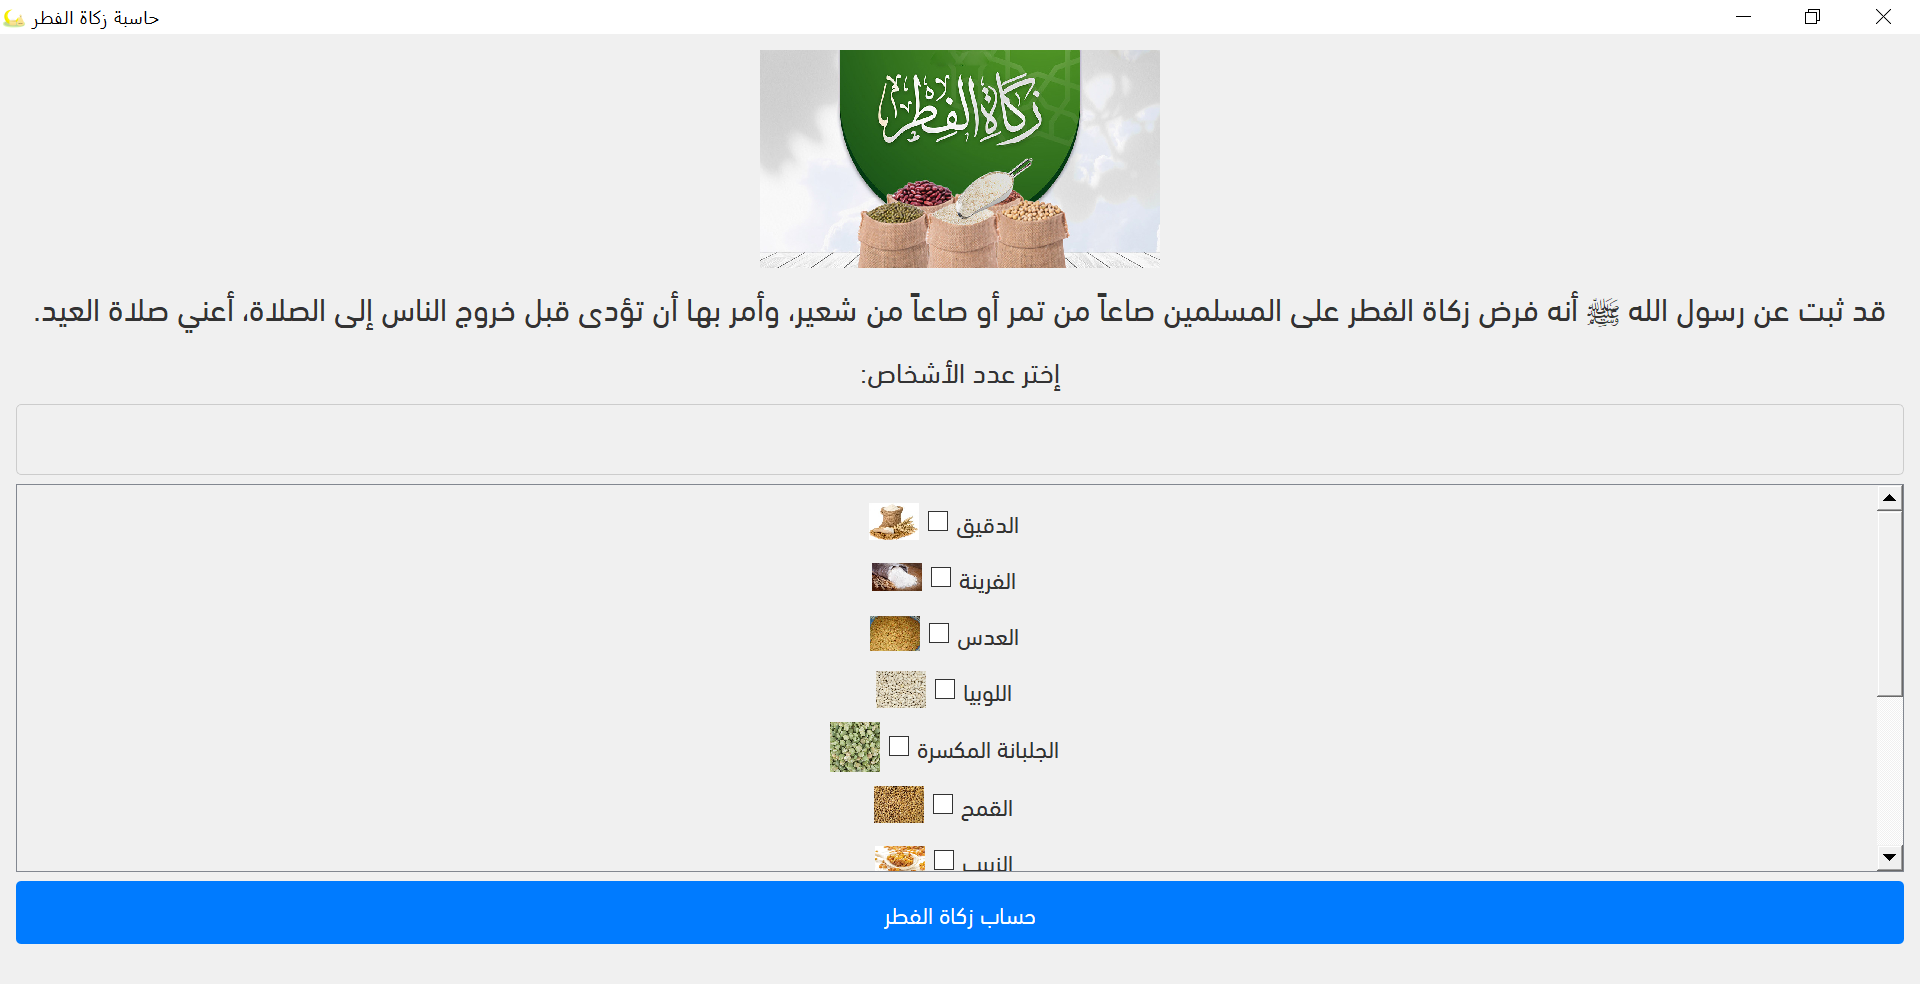 حاسبة زكاة الفطر
زكاة الفطر
قد ثبت عن رسول الله ﷺ أنه فرض زكاة الفطر على المسلمين صاعاً من تمر أو صاعاً من شعير، وأمر بها أن تؤدى قبل خروج الناس إلى الصلاة، أعني صلاة العيد.
إختر عدد الأشخاص:
الدقيق
الفرينة
العدس
اللوبيا
الجلبانة المكسرة
القمح
الزبيب
حساب زكاة الفطر